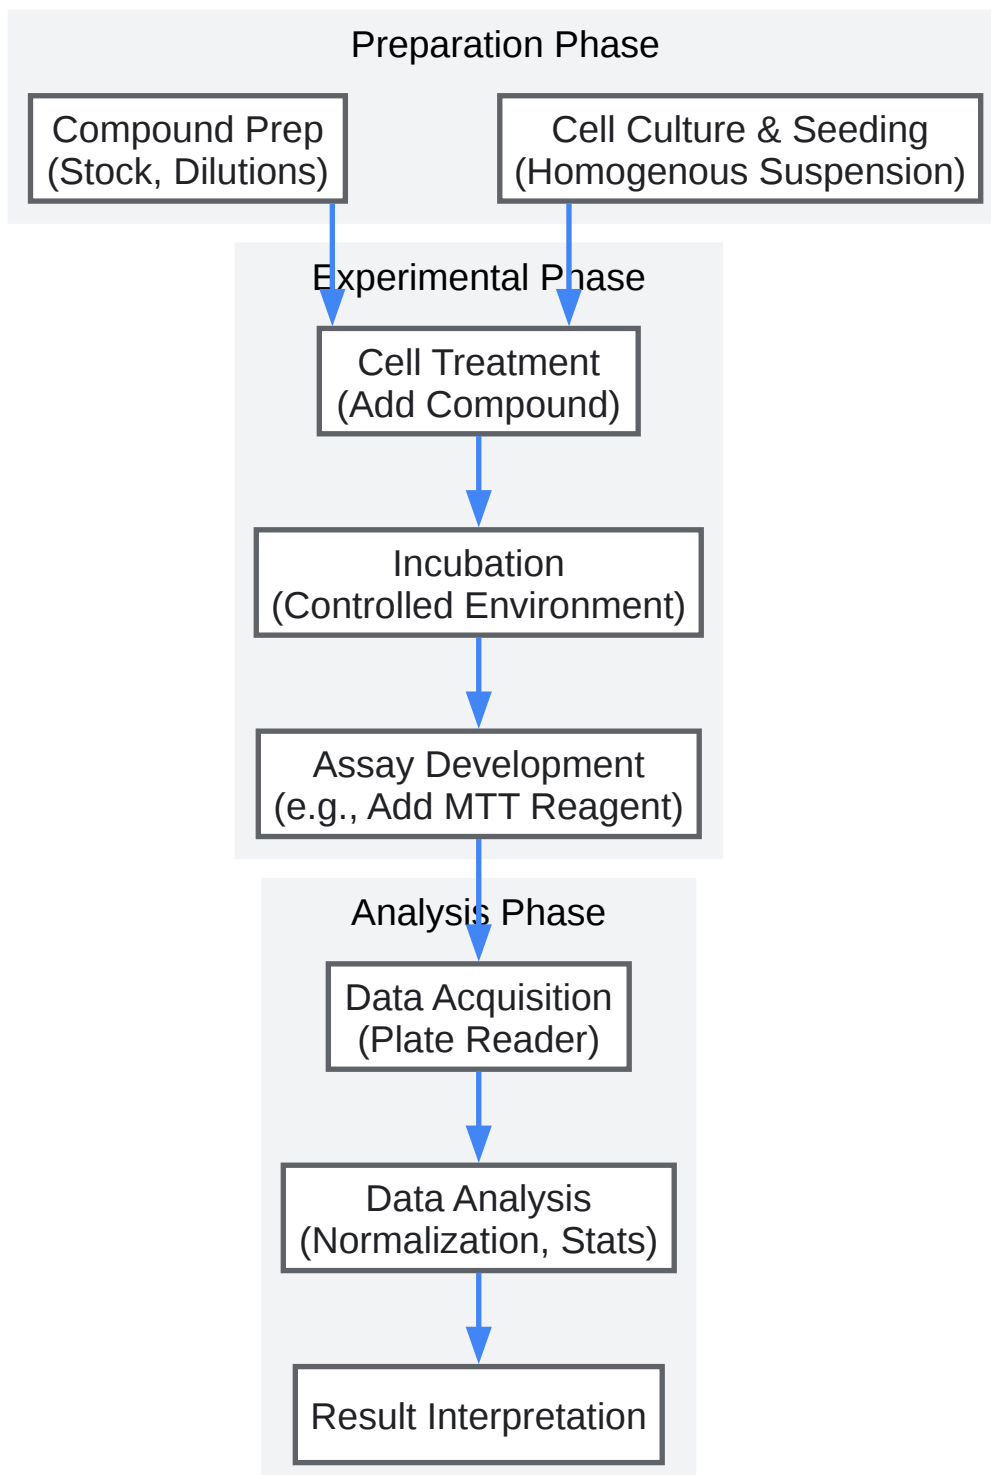 Preparation Phase
Compound Prep
(Stock, Dilutions)
Cell Culture & Seeding
(Homogenous Suspension)
Experimental Phase
Cell Treatment
(Add Compound)
Incubation
(Controlled Environment)
Assay Development
(e.g., Add MTT Reagent)
Analysis Phase
Data Acquisition
(Plate Reader)
Data Analysis
(Normalization, Stats)
Result Interpretation